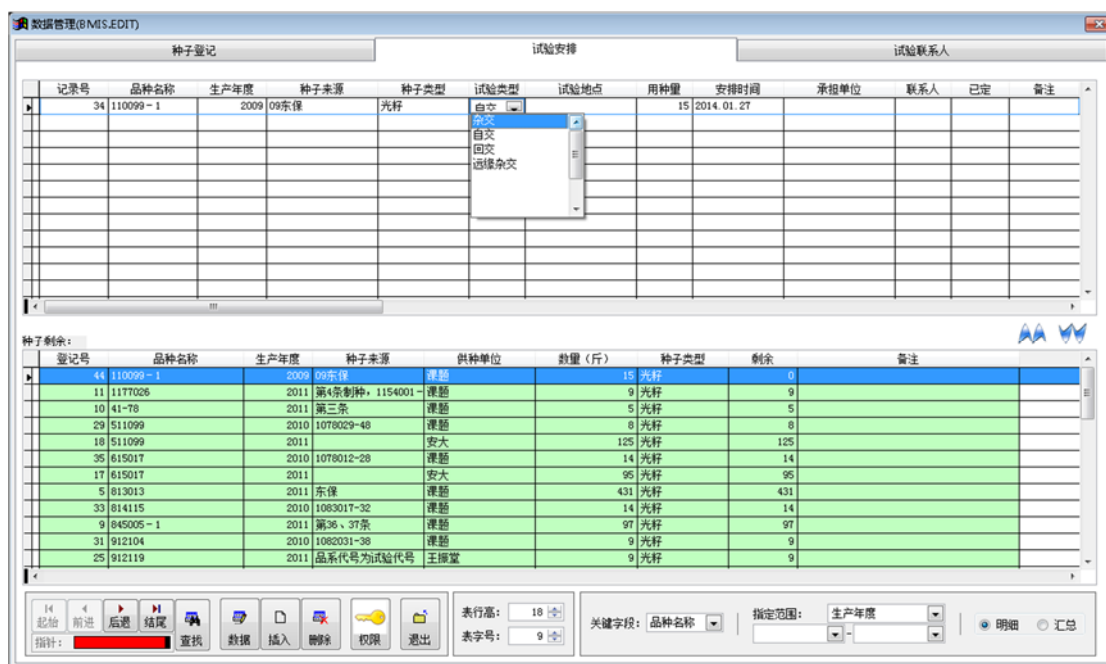 数据管理(BMIS.EDIT)
种子登记 试验安排 试验联系人
记录号 品种名称 生产年度 种子来源 种子类型 试验类型 试验地点 用种量 安排时间 承担单位 联系人 已定 备注
34 110099-1 2009 09东保 光籽 自交 15 2014.01.27
杂交
自交
回交
远缘杂交
种子剩余:
登记号 品种名称 生产年度 种子来源 供种单位 数量（斤） 种子类型 剩余 备注
44 110099-1 2009 09东保 课题 15 光籽 0
11 1177026 2011 第4条制种，1154001- 课题 9 光籽 9
10 41-78 2011 第三条 课题 5 光籽 5
29 511099 2010 1078029-48 课题 8 光籽 8
18 511099 2011 安大 125 光籽 125
35 615017 2010 1078012-28 课题 14 光籽 14
17 615017 2011 安大 95 光籽 95
5 813013 2011 东保 课题 431 光籽 431
33 814115 2010 1083017-32 课题 14 光籽 14
9 845005-1 2011 第36、37条 课题 97 光籽 97
31 912104 2010 1082031-38 课题 9 光籽 9
25 912119 2011 品系代号为试验代号 王振堂 9 光籽 9
起始 前进 后退 结尾 查找 数据 插入 删除 权限 退出
指针:
表行高: 18
表字号: 9
关键字段: 品种名称
指定范围: 生产年度
-
明细 汇总